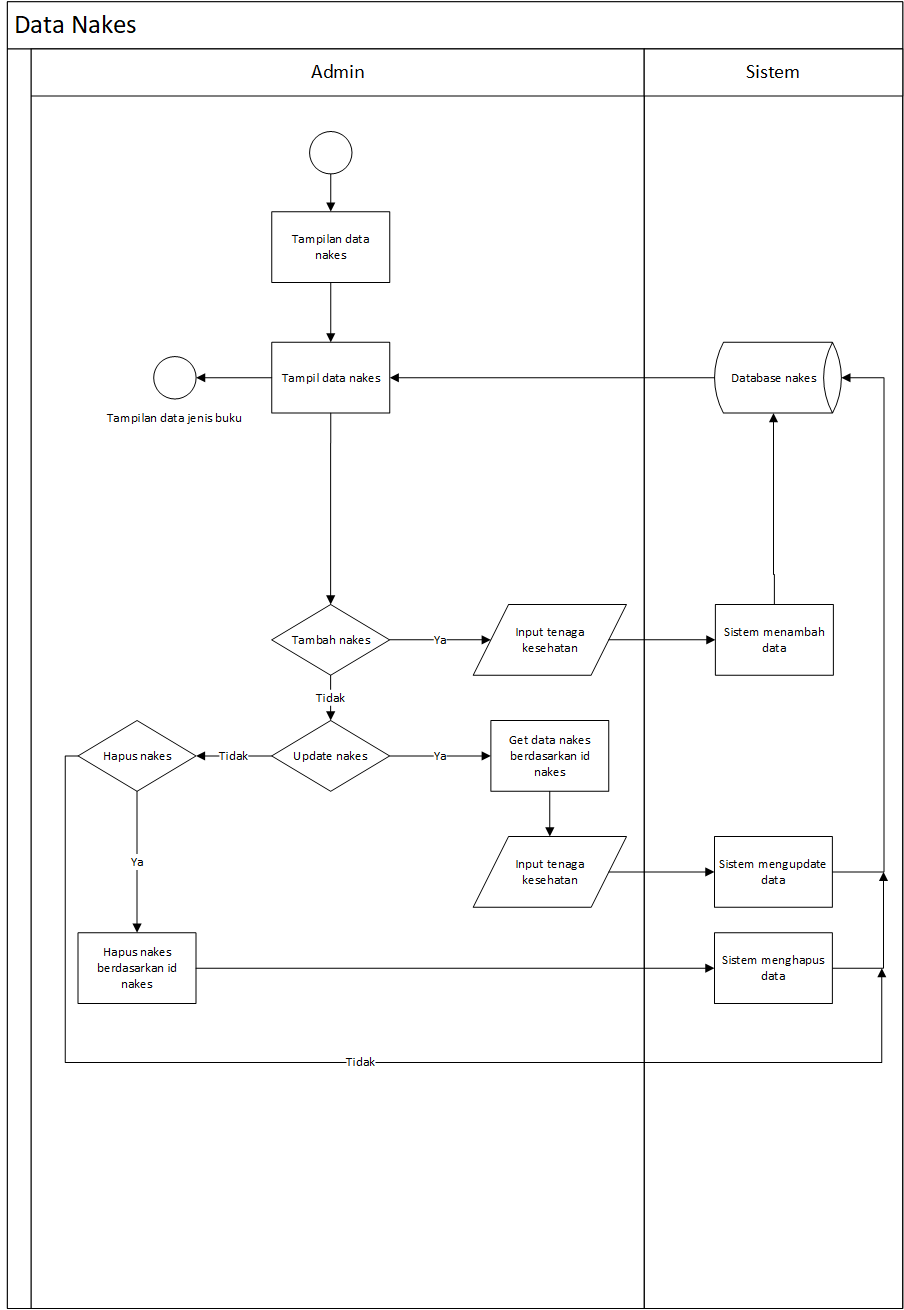 Data Nakes
Admin
Sistem
Tampilan data
nakes
Tampil data nakes
Database nakes
Tampilan data jenis buku
Tambah nakes
Ya
Input tenaga
kesehatan
Sistem menambah
data
Tidak
Hapus nakes
Tidak
Update nakes
Ya
Get data nakes
berdasarkan id
nakes
Ya
Input tenaga
kesehatan
Sistem mengupdate
data
Hapus nakes
berdasarkan id
nakes
Sistem menghapus
data
Tidak